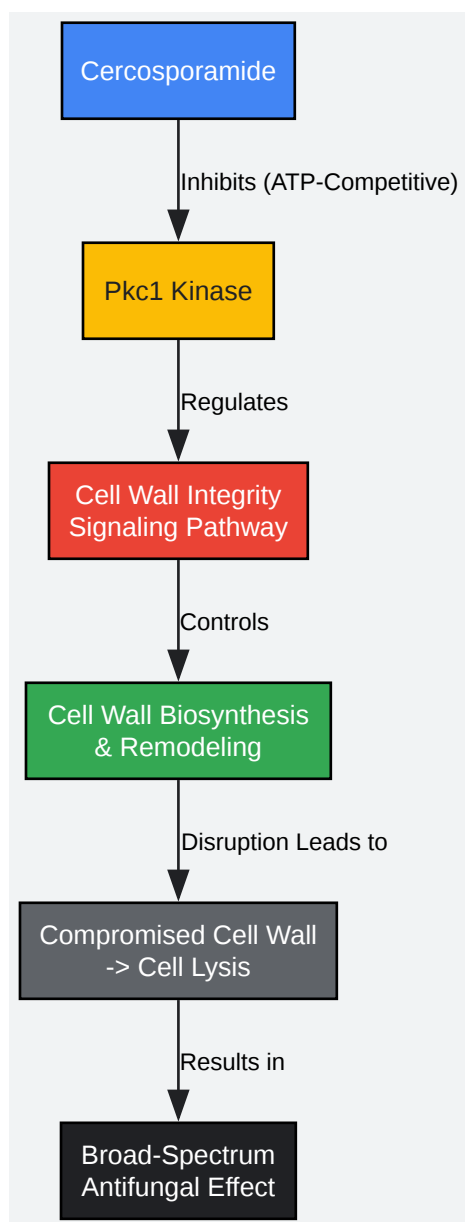 Cercosporamide
Inhibits (ATP-Competitive)
Pkc1 Kinase
Regulates
Cell Wall Integrity
Signaling Pathway
Controls
Cell Wall Biosynthesis
& Remodeling
Disruption Leads to
Compromised Cell Wall
-> Cell Lysis
Results in
Broad-Spectrum
Antifungal Effect